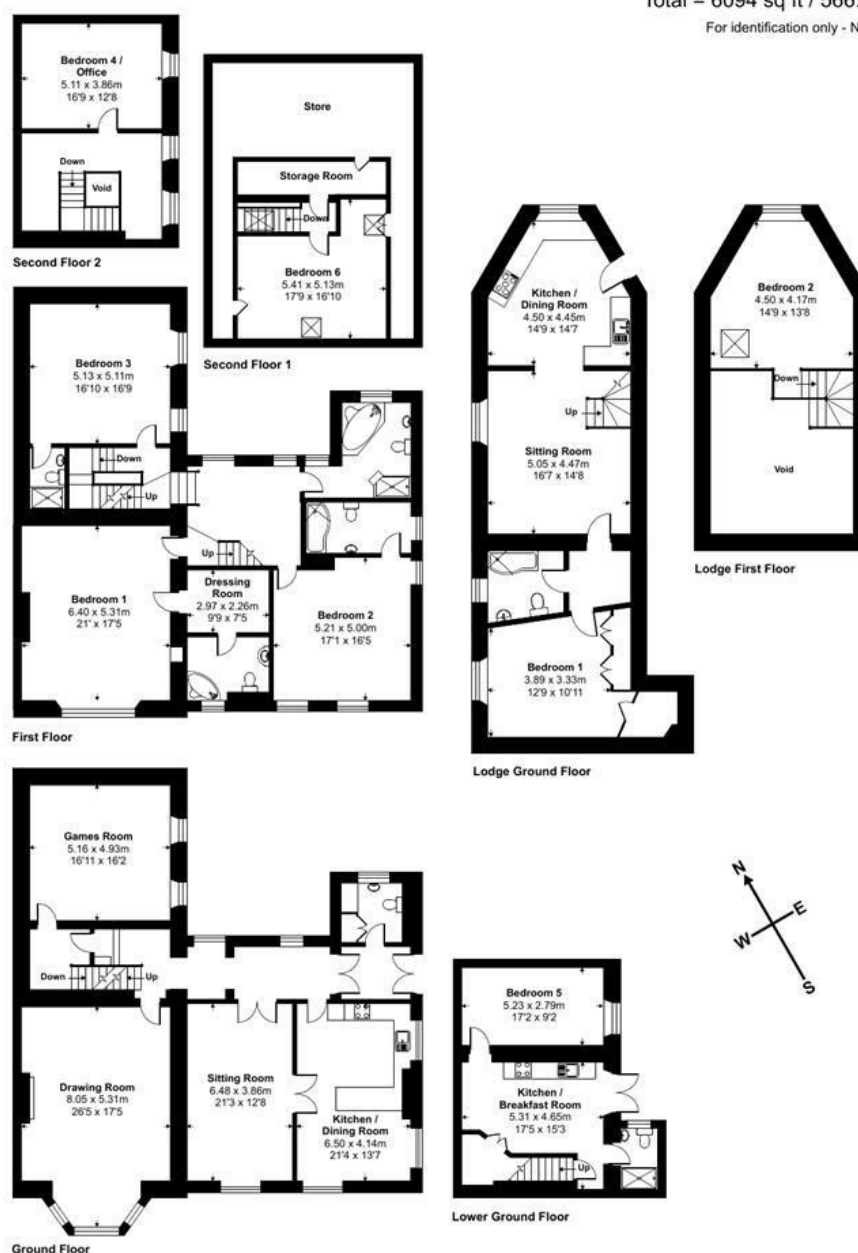 Total = 6094 sq ft / 566.
For identification only - N
Bedroom 4 /
Office
5.11 x 3.86m
16'9 x 12'8
Down
Void
Second Floor 2
Store
Storage Room
Down
Bedroom 6
5.41 x 5.13m
17'9 x 16'10
Second Floor 1
Bedroom 3
5.13 x 5.11m
16'10 x 16'9
Down
Up
Up
Bedroom 1
6.40 x 5.31m
21' x 17'5
Dressing
Room
2.97 x 2.26m
9'9 x 7'5
Bedroom 2
5.21 x 5.00m
17'1 x 16'5
First Floor
Kitchen /
Dining Room
4.50 x 4.45m
14'9 x 14'7
Up
Sitting Room
5.05 x 4.47m
16'7 x 14'8
Bedroom 1
3.89 x 3.33m
12'9 x 10'11
Lodge Ground Floor
Bedroom 2
4.50 x 4.17m
14'9 x 13'8
Down
Void
Lodge First Floor
Games Room
5.16 x 4.93m
16'11 x 16'2
Down
Up
Drawing Room
8.05 x 5.31m
26'5 x 17'5
Sitting Room
6.48 x 3.86m
21'3 x 12'8
Kitchen /
Dining Room
6.50 x 4.14m
21'4 x 13'7
Ground Floor
N
E
W
S
Bedroom 5
5.23 x 2.79m
17'2 x 9'2
Kitchen /
Breakfast Room
5.31 x 4.65m
17'5 x 15'3
Up
Lower Ground Floor